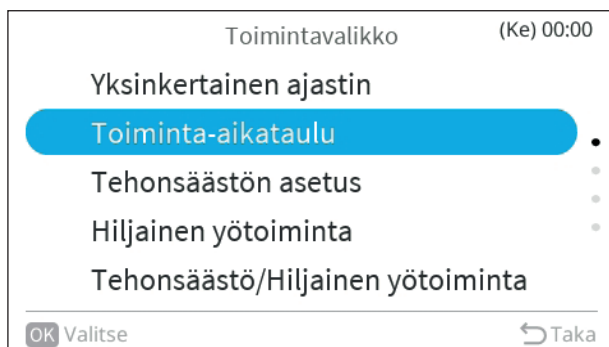 Toimintavalikko (Ke) 00:00
Yksinkertainen ajastin
Toiminta-aikataulu
Tehonsäästön asetus
Hiljainen yötoiminta
Tehonsäästö/Hiljainen yötoiminta
OK Valitse Taka